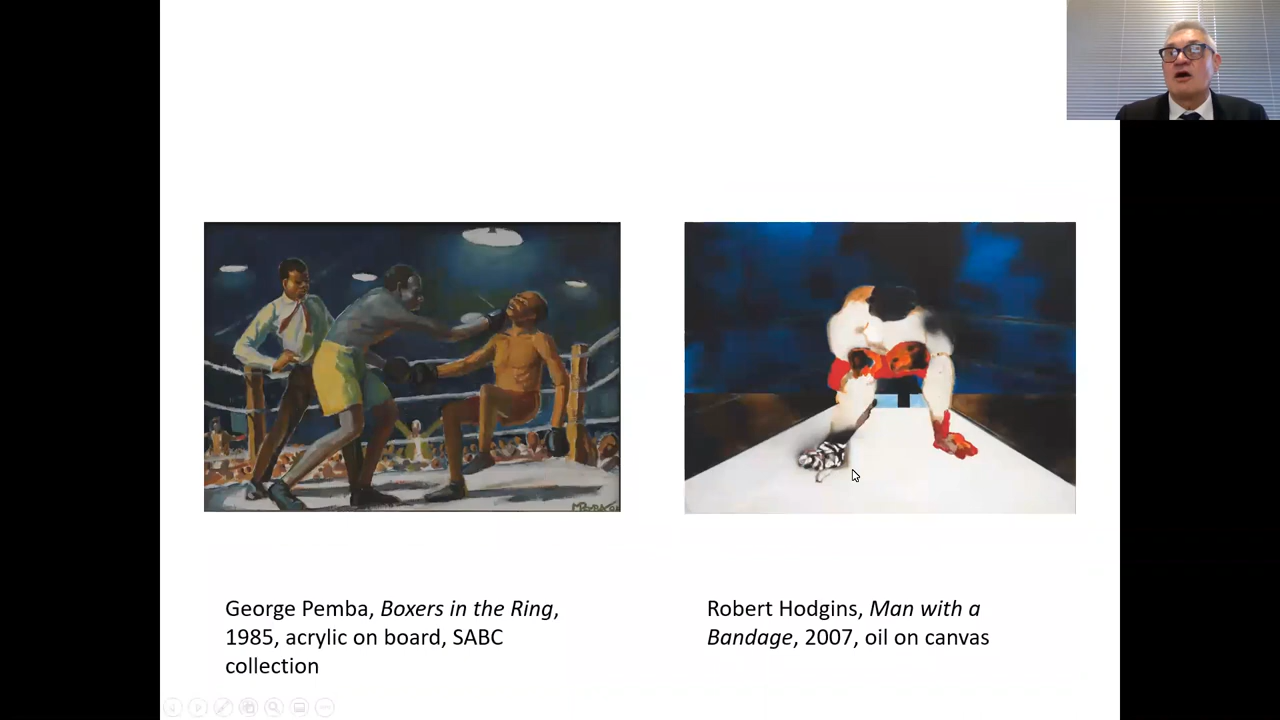 George Pemba, Boxers in the Ring,
1985, acrylic on board, SABC
collection
Robert Hodgins, Man with a
Bandage, 2007, oil on canvas